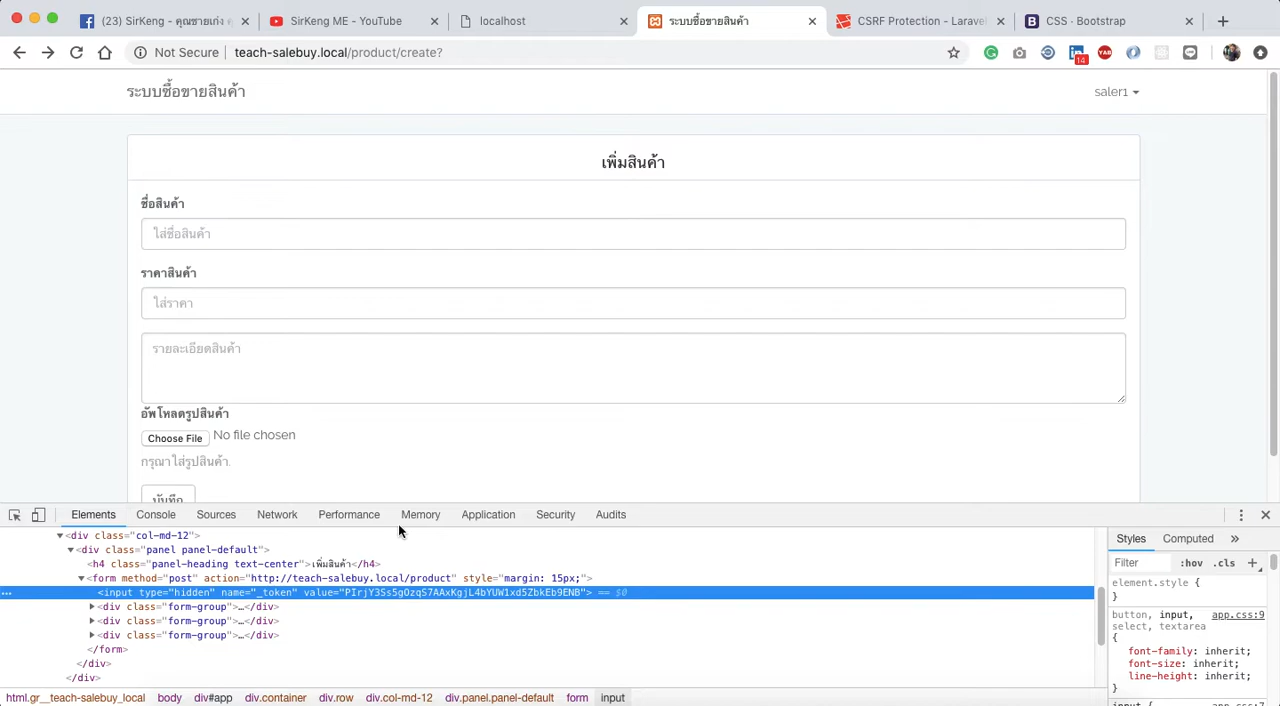 (23) SirKeng - คุณชายเก่ง
SirKeng ME - YouTube
localhost
ระบบซื้อขายสินค้า
CSRF Protection - Laravel
CSS · Bootstrap
Not Secure
teach-salebuy.local/product/create?
14
YAB
ระบบซื้อขายสินค้า
saler1
เพิ่มสินค้า
ชื่อสินค้า
ใส่ชื่อสินค้า
ราคาสินค้า
ใส่ราคา
รายละเอียดสินค้า
อัพโหลดรูปสินค้า
Choose File No file chosen
กรุณาใส่รูปสินค้า.
บันทึก
Elements Console Sources Network Performance Memory Application Security Audits
<div class="col-md-12">
<div class="panel panel-default">
<h4 class="panel-heading text-center">เพิ่มสินค้า</h4>
<form method="post" action="http://teach-salebuy.local/product" style="margin: 15px;">
<input type="hidden" name="_token" value="PIrjY3Ss5gOzqS7AAxKgjL4bYUW1xd5ZbkEb9ENB"> == $0
<div class="form-group">…</div>
<div class="form-group">…</div>
<div class="form-group">…</div>
</form>
</div>
</div>
html.gr__teach-salebuy_local body div#app div.container div.row div.col-md-12 div.panel.panel-default form input
Styles Computed »
Filter :hov .cls +
element.style {
}
button, input, app.css:9
select, textarea
{
font-family: inherit;
font-size: inherit;
line-height: inherit;
}
input { app.css:7